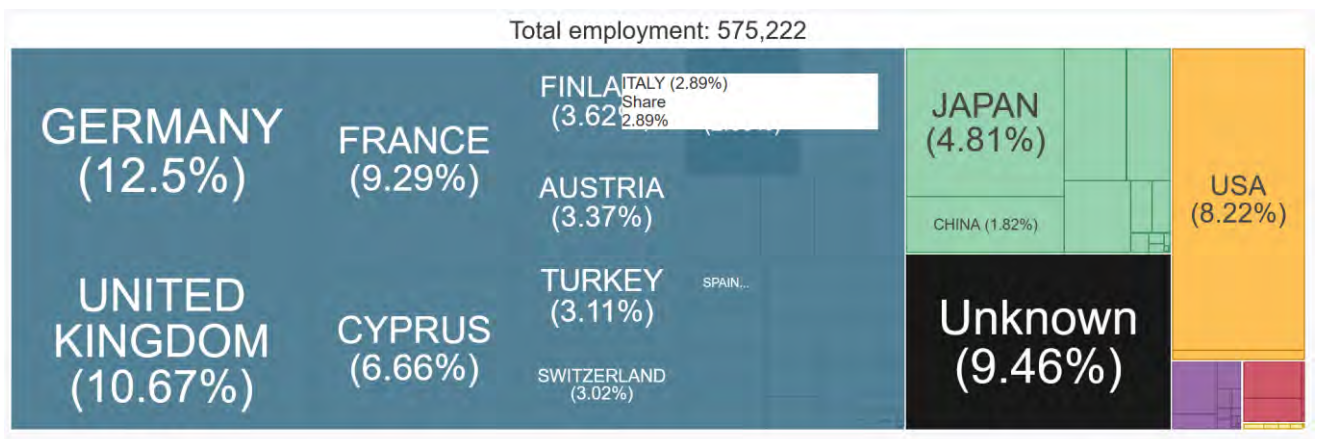 Total employment: 575,222
GERMANY
(12.5%)
FRANCE
(9.29%)
FINLA
(3.62
ITALY (2.89%)
Share
2.89%
AUSTRIA
(3.37%)
UNITED
KINGDOM
(10.67%)
CYPRUS
(6.66%)
TURKEY
(3.11%)
SPAIN...
SWITZERLAND
(3.02%)
JAPAN
(4.81%)
CHINA (1.82%)
Unknown
(9.46%)
USA
(8.22%)